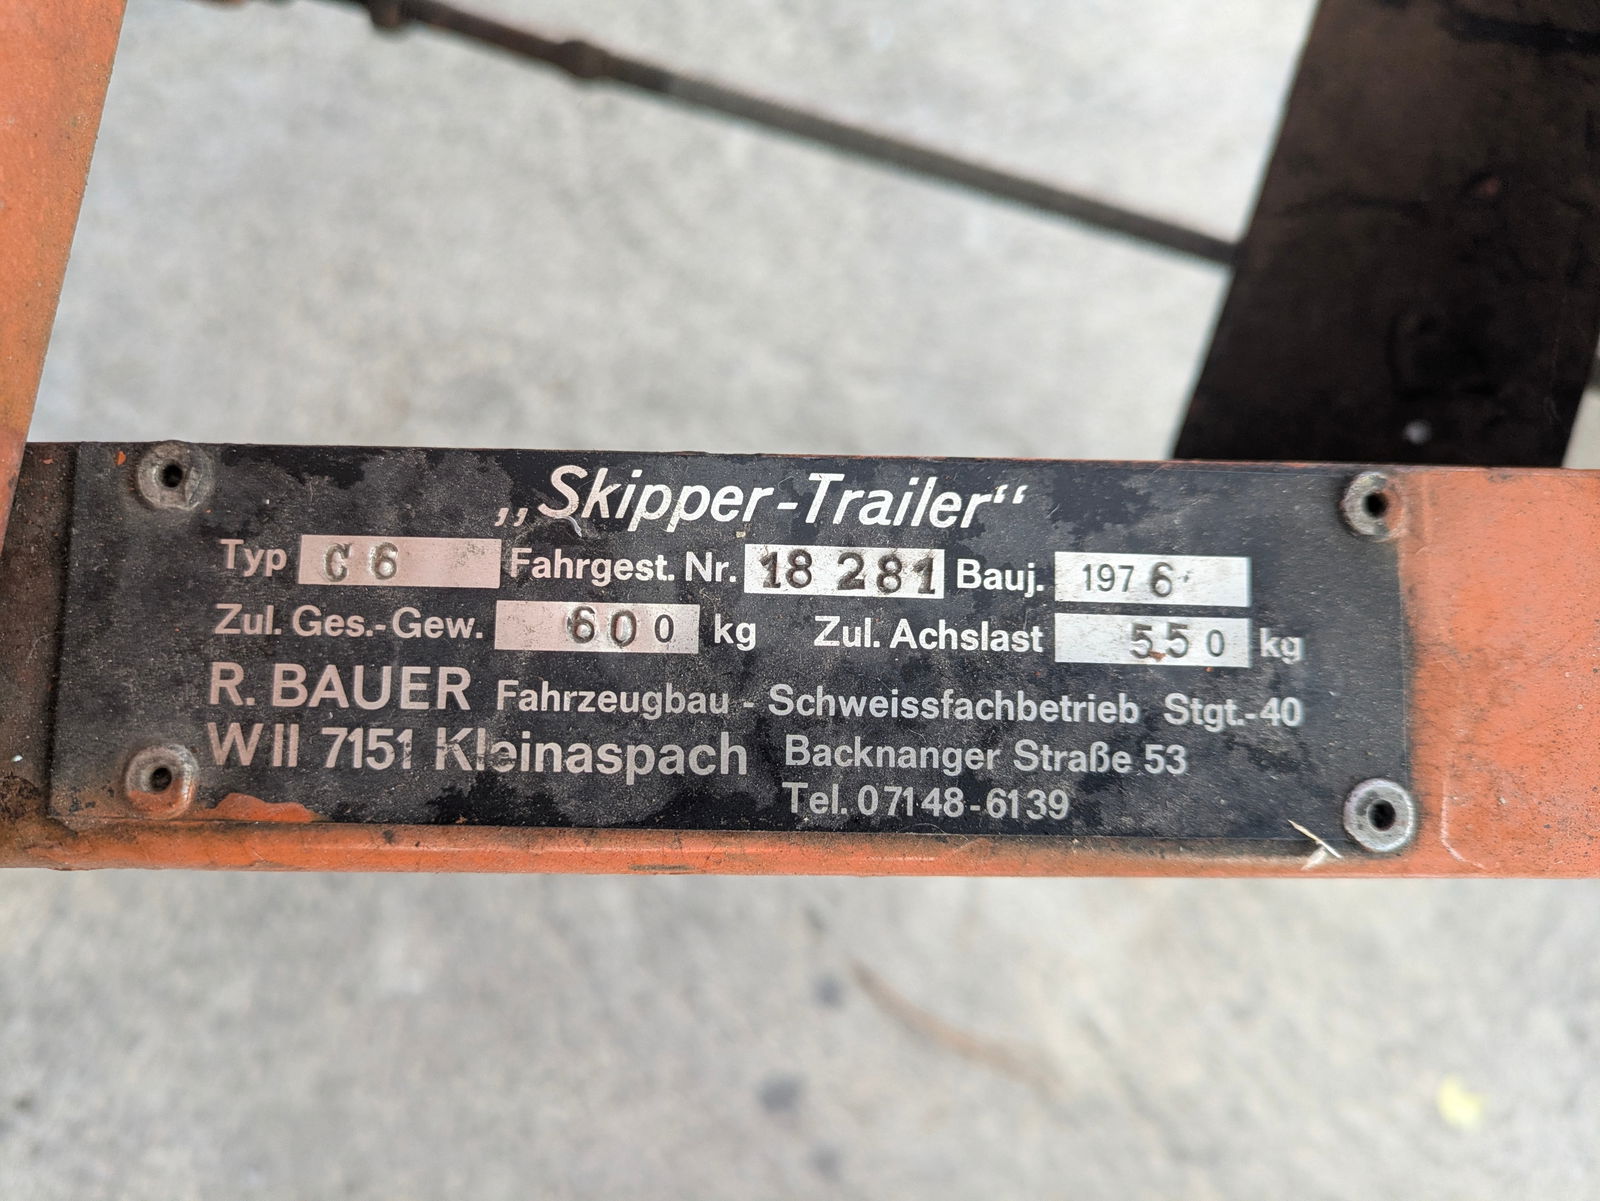 „Skipper-Trailer“
Typ C 6 Fahrgest. Nr. 18 281 Bauj. 1976
Zul. Ges.-Gew. 600 kg Zul. Achslast 550 kg
R. BAUER Fahrzeugbau - Schweissfachbetrieb Stgt.-40
WII 7151 Kleinaspach Backnanger Straße 53
Tel. 07148-6139